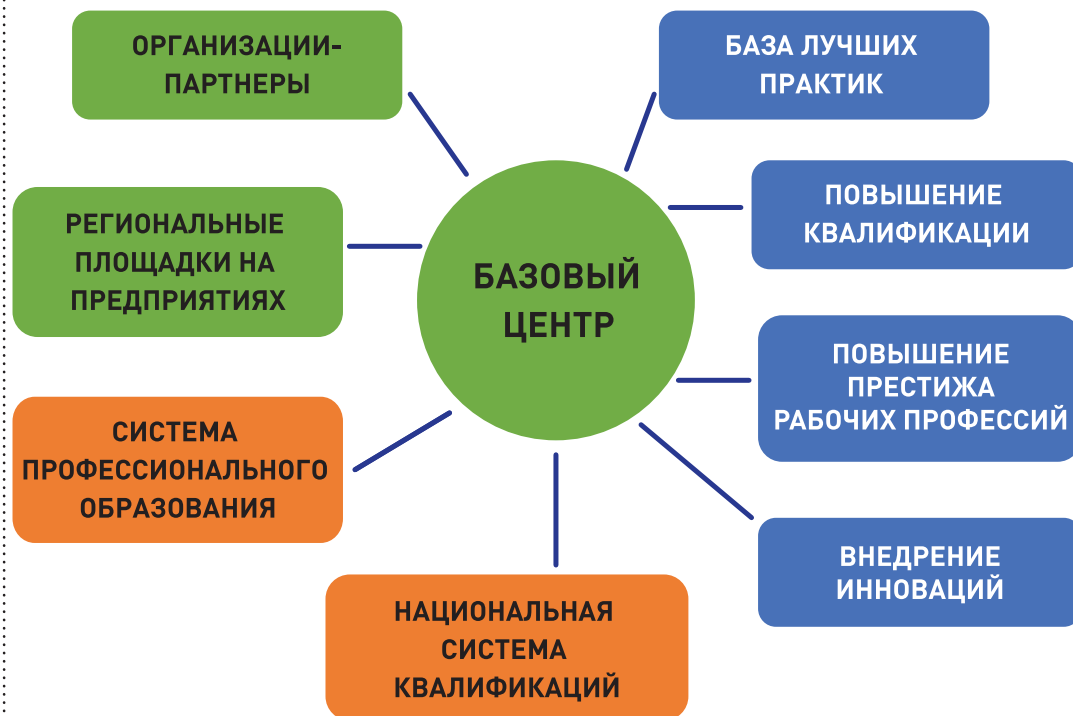 ОРГАНИЗАЦИИ-
ПАРТНЕРЫ
БАЗА ЛУЧШИХ
ПРАКТИК
РЕГИОНАЛЬНЫЕ
ПЛОЩАДКИ НА
ПРЕДПРИЯТИЯХ
БАЗОВЫЙ
ЦЕНТР
ПОВЫШЕНИЕ
КВАЛИФИКАЦИИ
ПОВЫШЕНИЕ
ПРЕСТИЖА
РАБОЧИХ ПРОФЕССИЙ
СИСТЕМА
ПРОФЕССИОНАЛЬНОГО
ОБРАЗОВАНИЯ
ВНЕДРЕНИЕ
ИННОВАЦИЙ
НАЦИОНАЛЬНАЯ
СИСТЕМА
КВАЛИФИКАЦИЙ